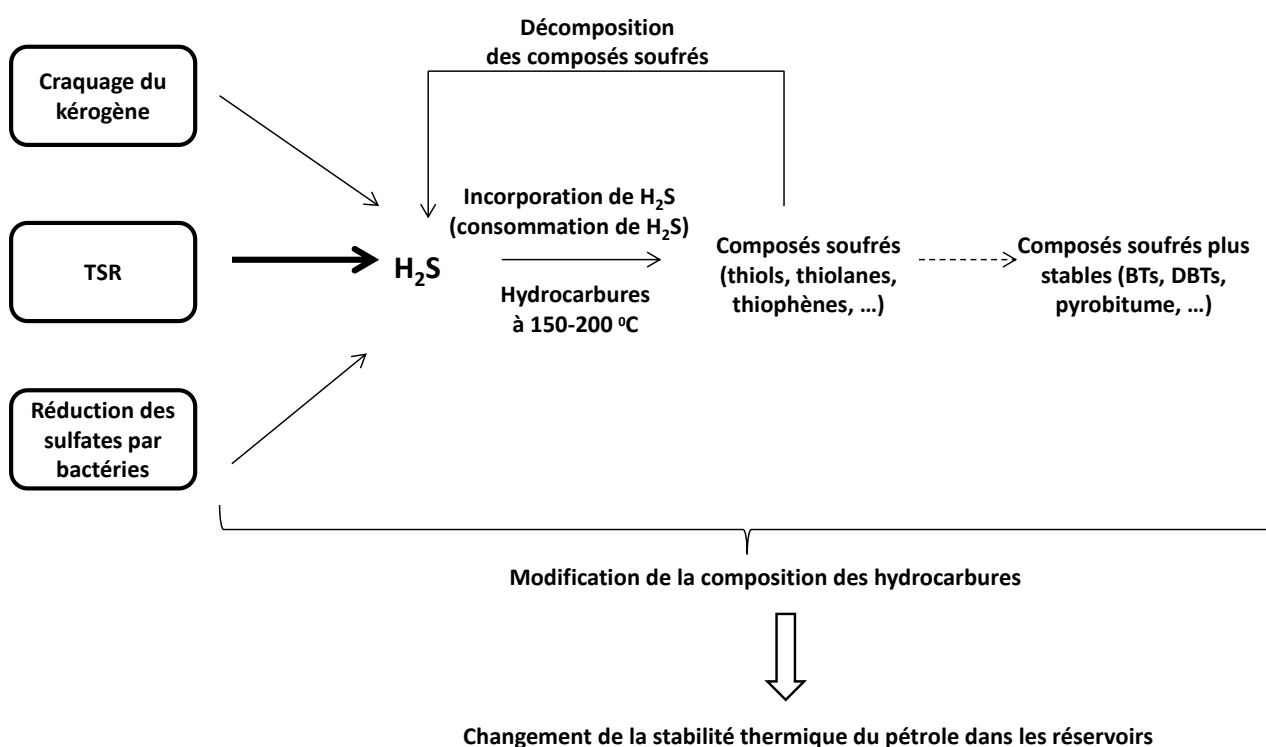 Décomposition
des composés soufrés
Craquage du
kérogène
TSR
Réduction des
sulfates par
bactéries
H₂S
Incorporation de H₂S
(consommation de H₂S)
Hydrocarbures
à 150-200 ⁰C
Composés soufrés
(thiols, thiolanes,
thiophènes, …)
Composés soufrés plus
stables (BTs, DBTs,
pyrobitume, …)
Modification de la composition des hydrocarbures
Changement de la stabilité thermique du pétrole dans les réservoirs